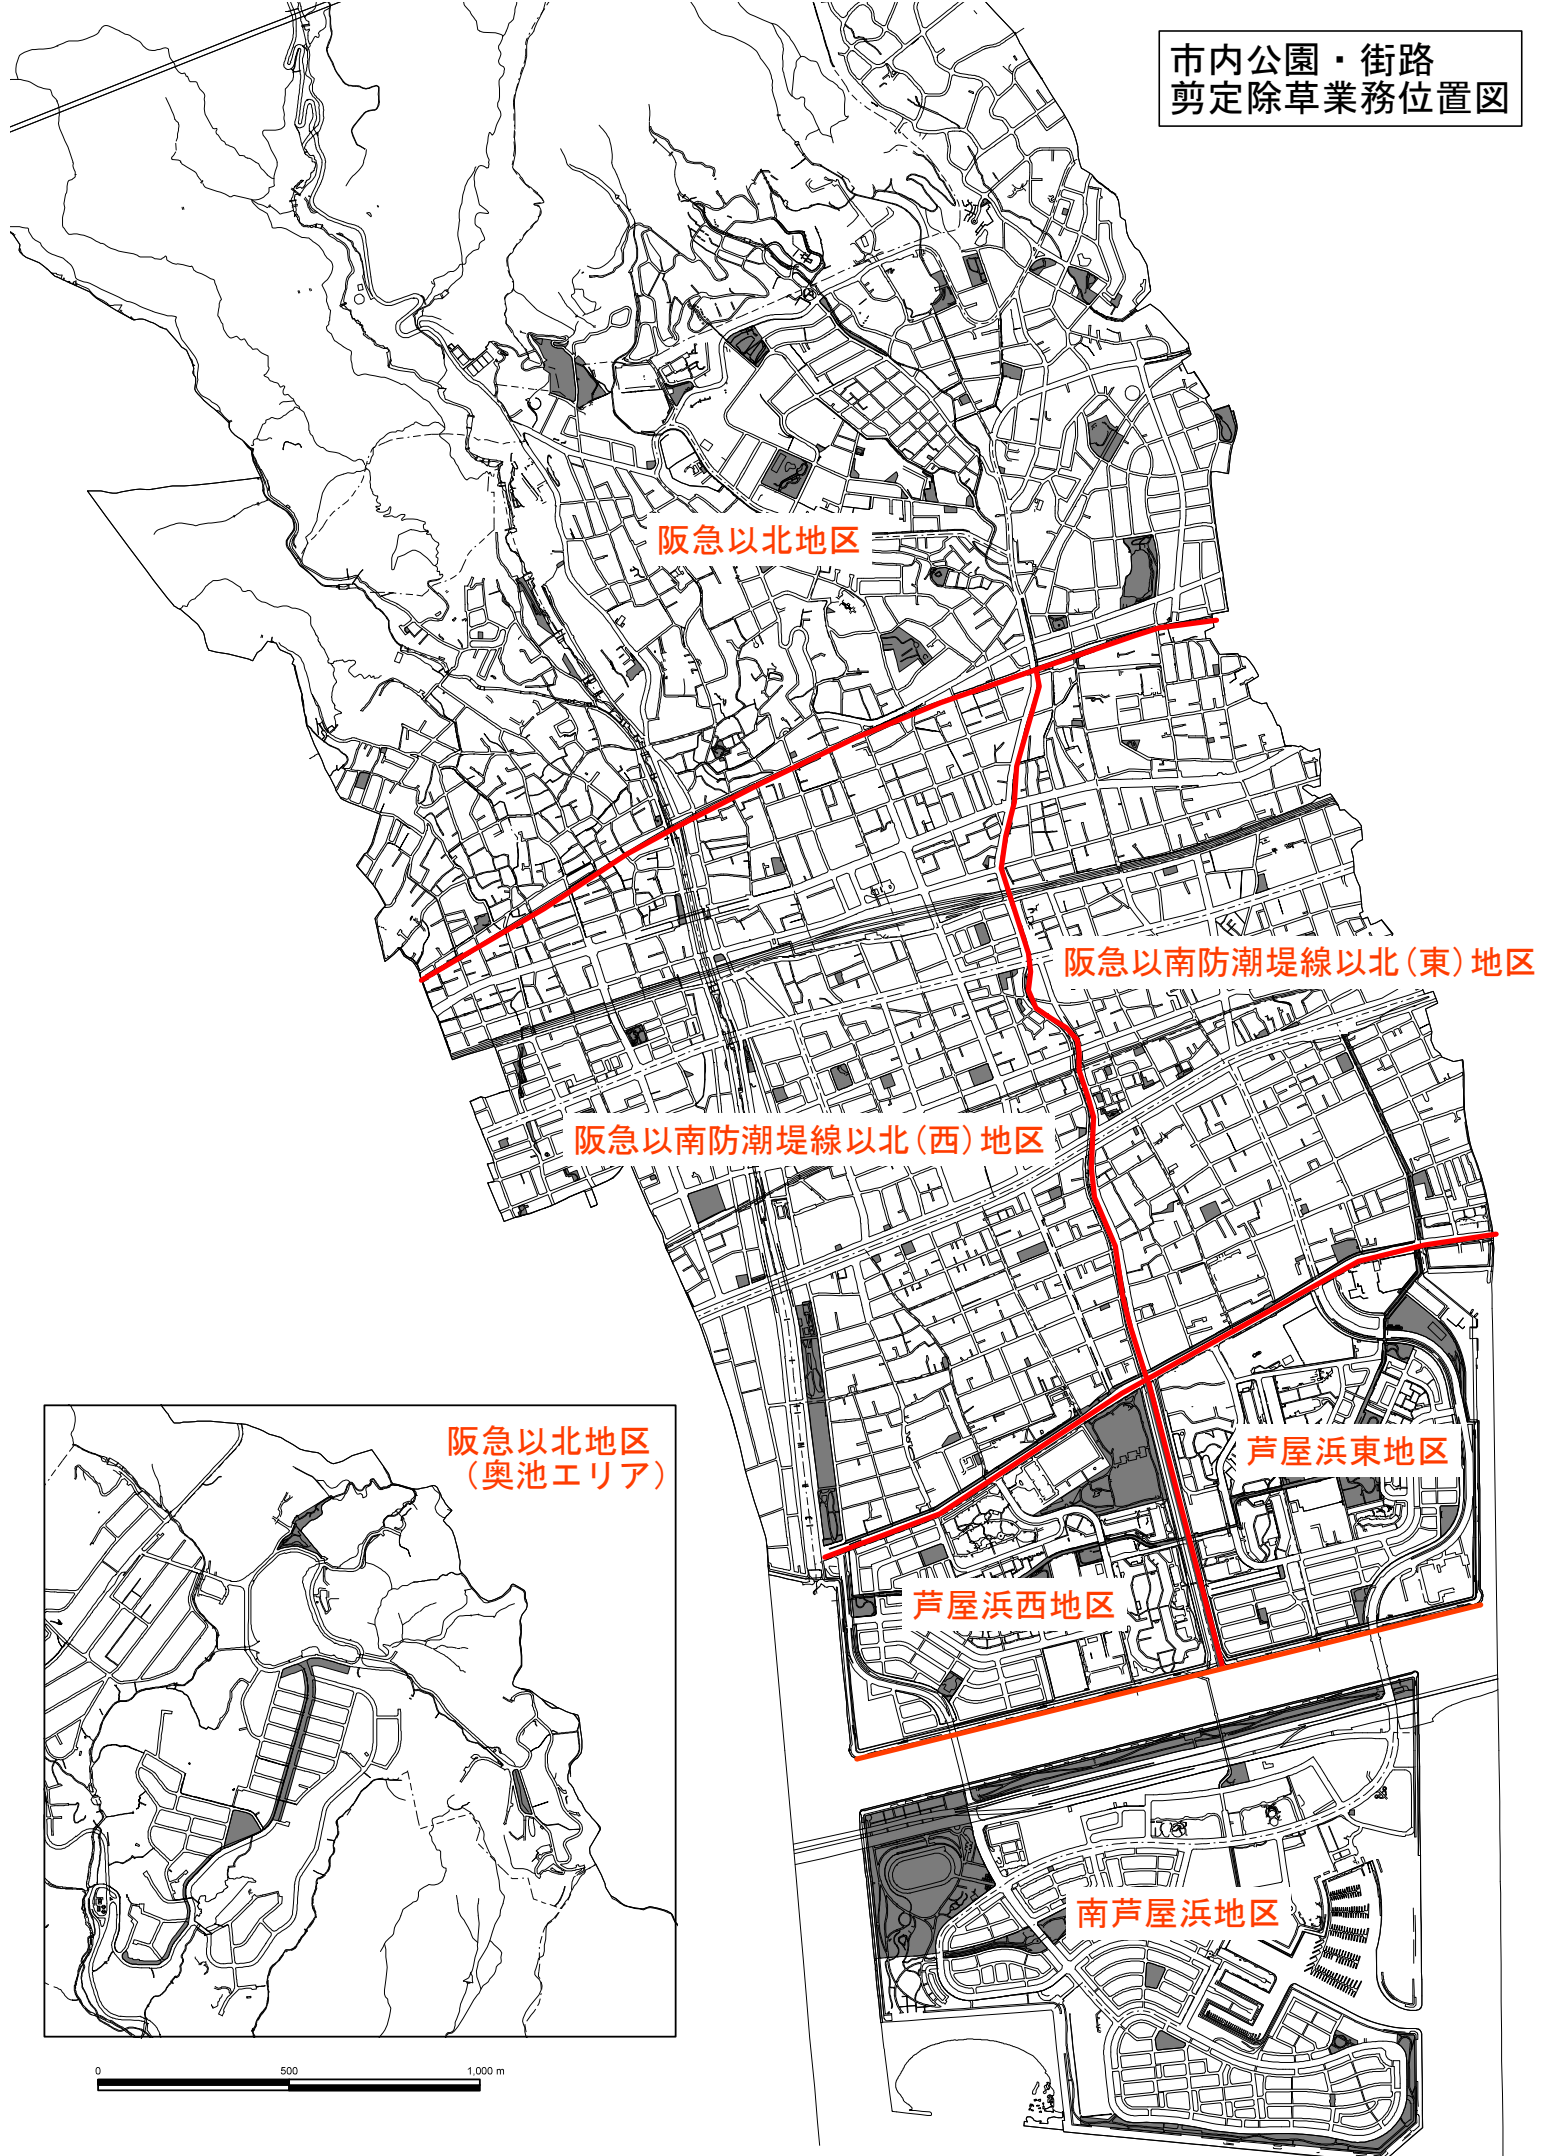 市内公園・街路
剪定除草業務位置図
阪急以北地区
阪急以南防潮堤線以北(東)地区
阪急以南防潮堤線以北(西)地区
阪急以北地区
(奥池エリア)
芦屋浜東地区
芦屋浜西地区
南芦屋浜地区
0 500 1,000 m